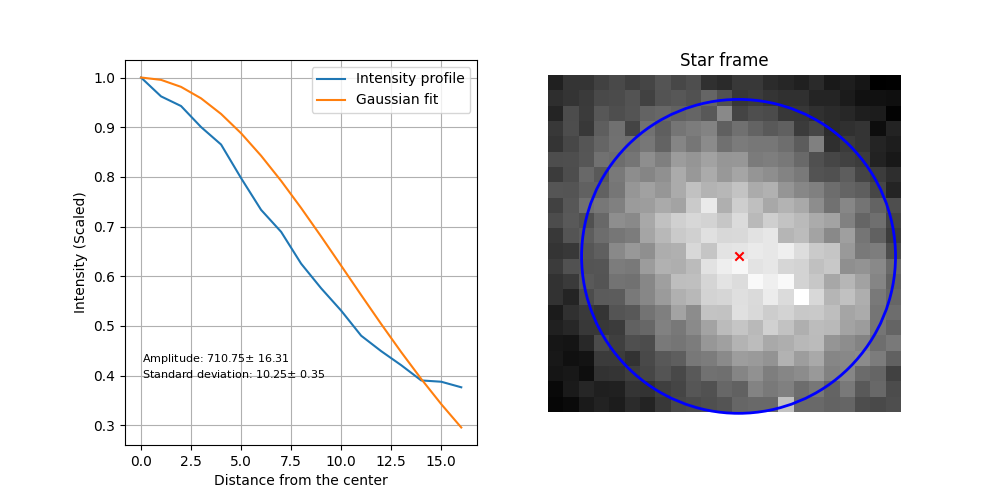 Star frame
Intensity profile
Gaussian fit
1.0
0.9
0.8
0.7
0.6
0.5
0.4
0.3
Intensity (Scaled)
Amplitude: 710.75± 16.31
Standard deviation: 10.25± 0.35
0.0 2.5 5.0 7.5 10.0 12.5 15.0
Distance from the center